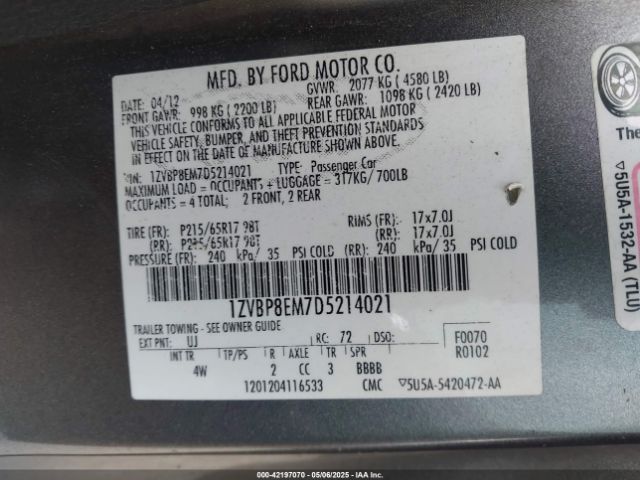 MFD. BY FORD MOTOR CO.
DATE: 04/12 GVWR: 2077 KG ( 4580 LB)
FRONT GAWR: 998 KG ( 2200 LB) REAR GAWR: 1098 KG ( 2420 LB)
THIS VEHICLE CONFORMS TO ALL APPLICABLE FEDERAL MOTOR
VEHICLE SAFETY, BUMPER, AND THEFT PREVENTION STANDARDS
IN EFFECT ON THE DATE OF MANUFACTURE SHOWN ABOVE.
VIN: 1ZVBP8EM7D5214021 TYPE: Passenger Car
MAXIMUM LOAD = OCCUPANTS + LUGGAGE = 317KG/ 700LB
OCCUPANTS = 4 TOTAL; 2 FRONT, 2 REAR
TIRE (FR): P215/65R17 98T RIMS (FR): 17x7.0J
(RR): P215/65R17 98T (RR): 17x7.0J
PRESSURE (FR): 240 kPa/ 35 PSI COLD (RR): 240 kPa/ 35 PSI COLD
1ZVBP8EM7D5214021
TRAILER TOWING - SEE OWNER GUIDE
EXT PNT: UJ RC: 72 DSO: F0070
R0102
INT TR TP/PS R AXLE TR SPR
4W 2 CC 3 BBBB
1201204116533 CMC 5U5A-5420472-AA
The
5U5A-1532-AA (TLU)
000-42197070 - 05/06/2025 - IAA Inc.